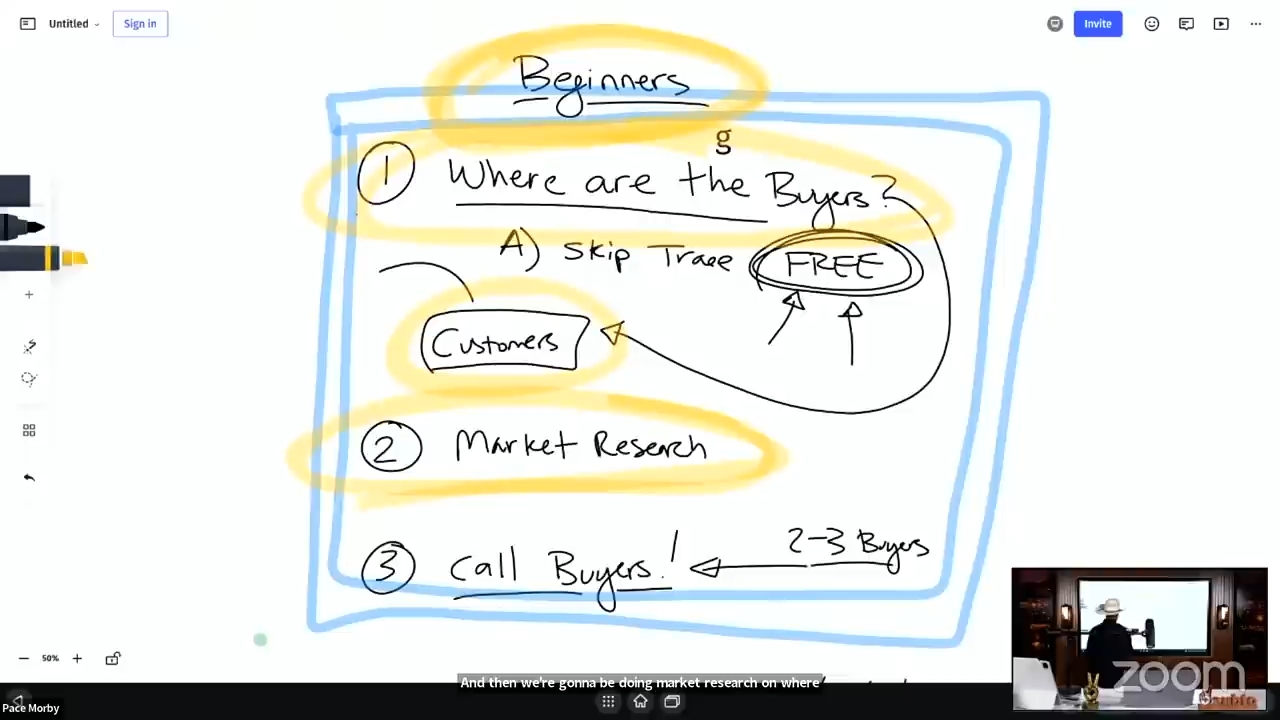 Untitled
Sign in
Invite
Beginners
g
1 Where are the Buyers?
A) Skip Trace FREE
Customers
2 Market Research
3 Call Buyers! 2-3 Buyers
50%
zoom
And then we're gonna be doing market research on where
Pace Morby